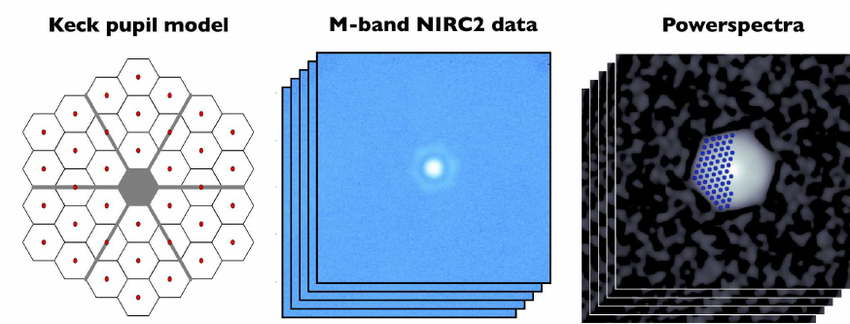 Keck pupil model
M-band NIRC2 data
Powerspectra